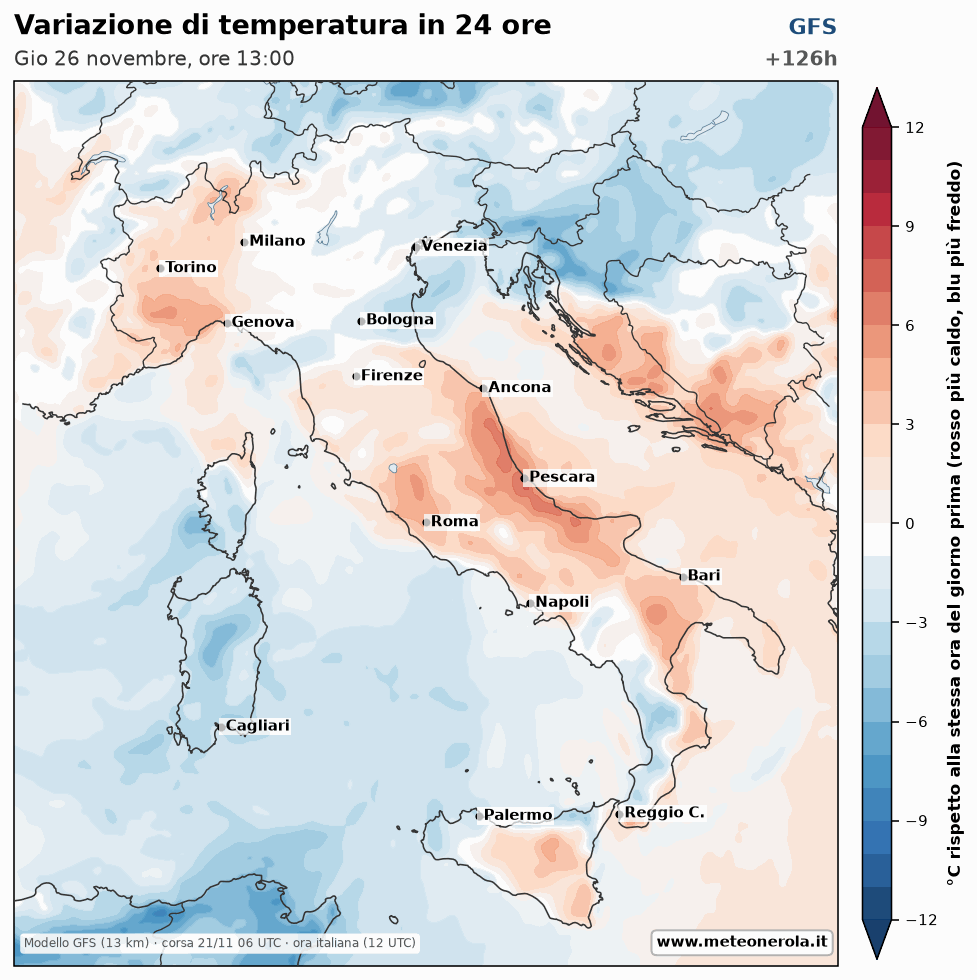 Variazione di temperatura in 24 ore
GFS
Gio 26 novembre, ore 13:00
+126h
Milano
Venezia
Torino
Genova
Bologna
Firenze
Ancona
Pescara
Roma
Bari
Napoli
Cagliari
Palermo
Reggio C.
12
9
6
3
0
−3
−6
−9
−12
°C rispetto alla stessa ora del giorno prima (rosso più caldo, blu più freddo)
Modello GFS (13 km) · corsa 21/11 06 UTC · ora italiana (12 UTC)
www.meteonerola.it